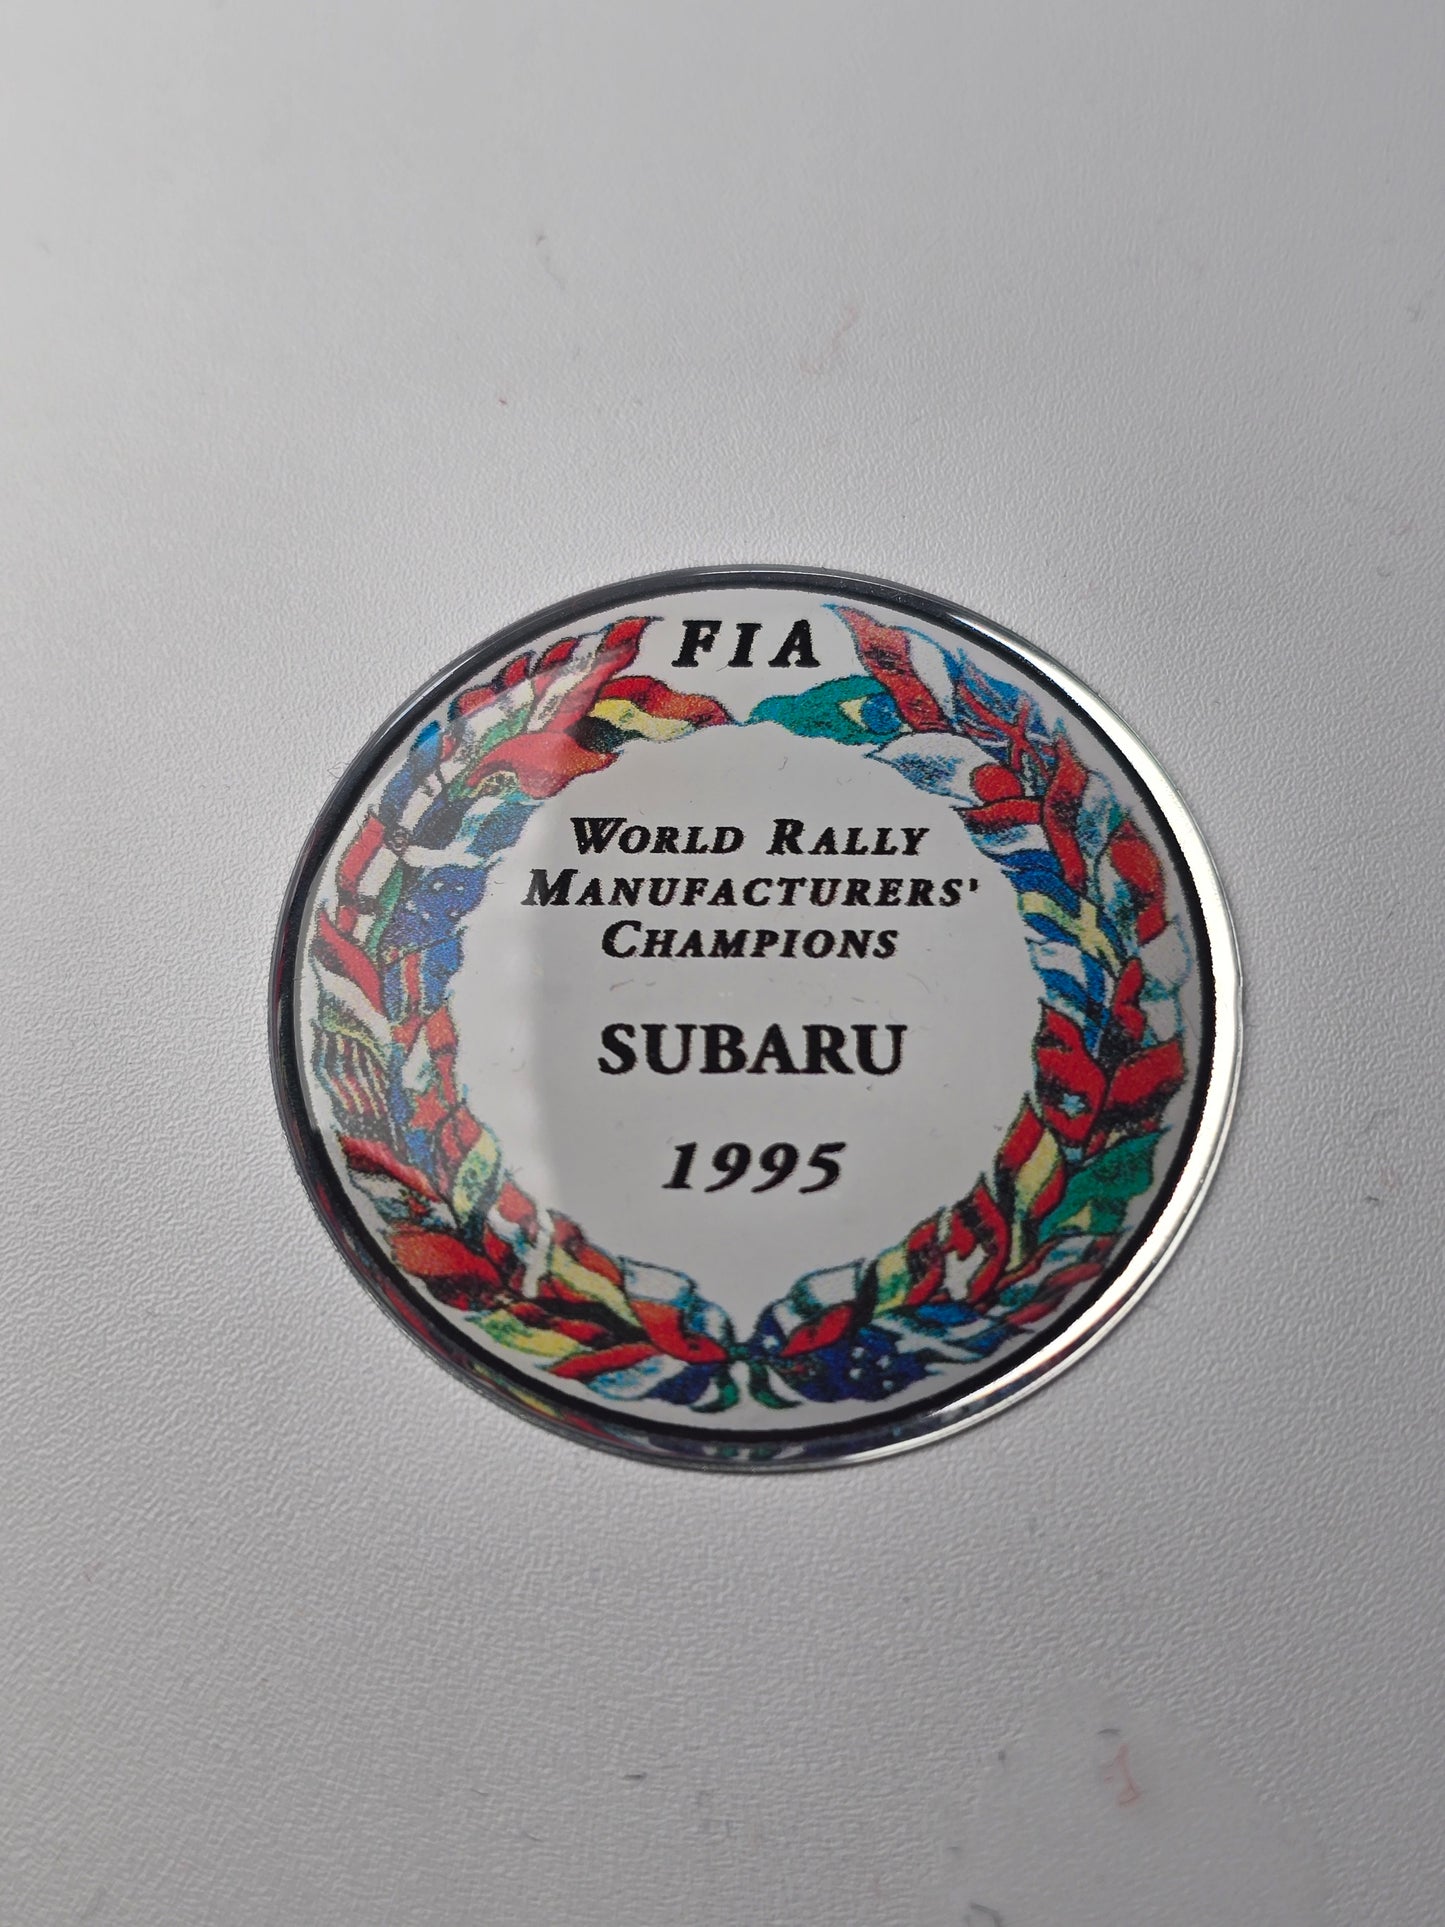 FIA
WORLD RALLY
MANUFACTURERS'
CHAMPIONS
SUBARU
1995